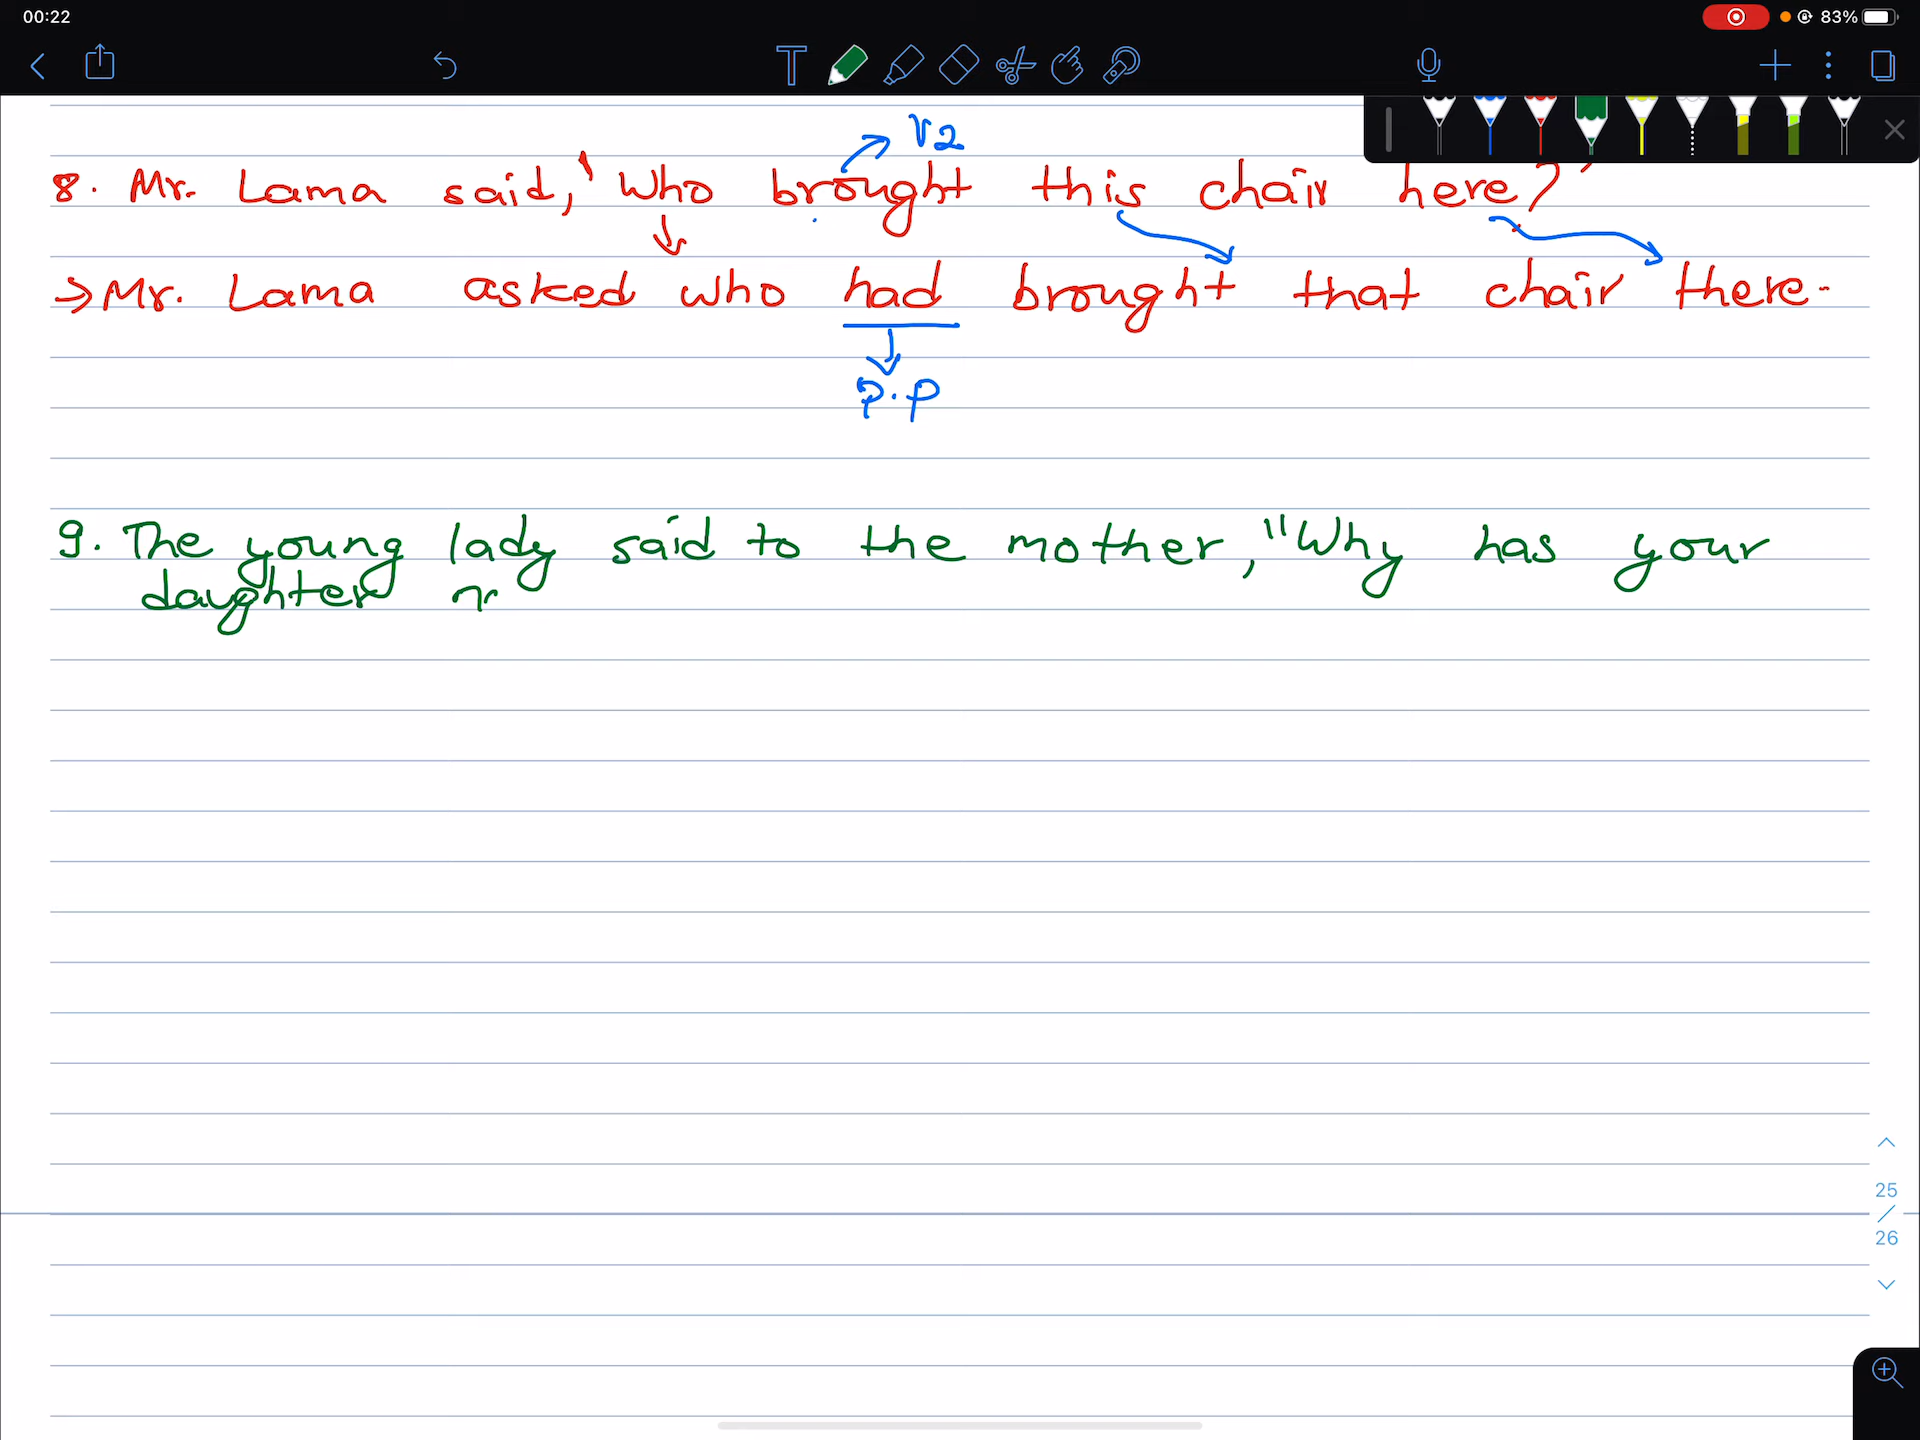 00:22
83%
V2
8. Mr. Lama said, 'Who brought this chair here?'
→ Mr. Lama asked who had brought that chair there.
P.P
9. The young lady said to the mother, "Why has your
daughter
25
/
26